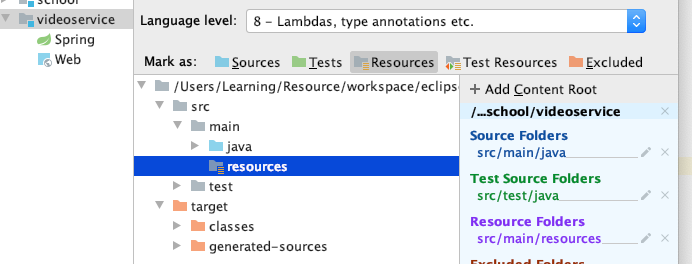 school
videoservice
Spring
Web
Language level: 8 – Lambdas, type annotations etc.
Mark as: Sources Tests Resources Test Resources Excluded
/Users/Learning/Resource/workspace/eclips
src
main
java
resources
test
target
classes
generated-sources
+ Add Content Root
/...school/videoservice
Source Folders
src/main/java
Test Source Folders
src/test/java
Resource Folders
src/main/resources
Excluded Folders